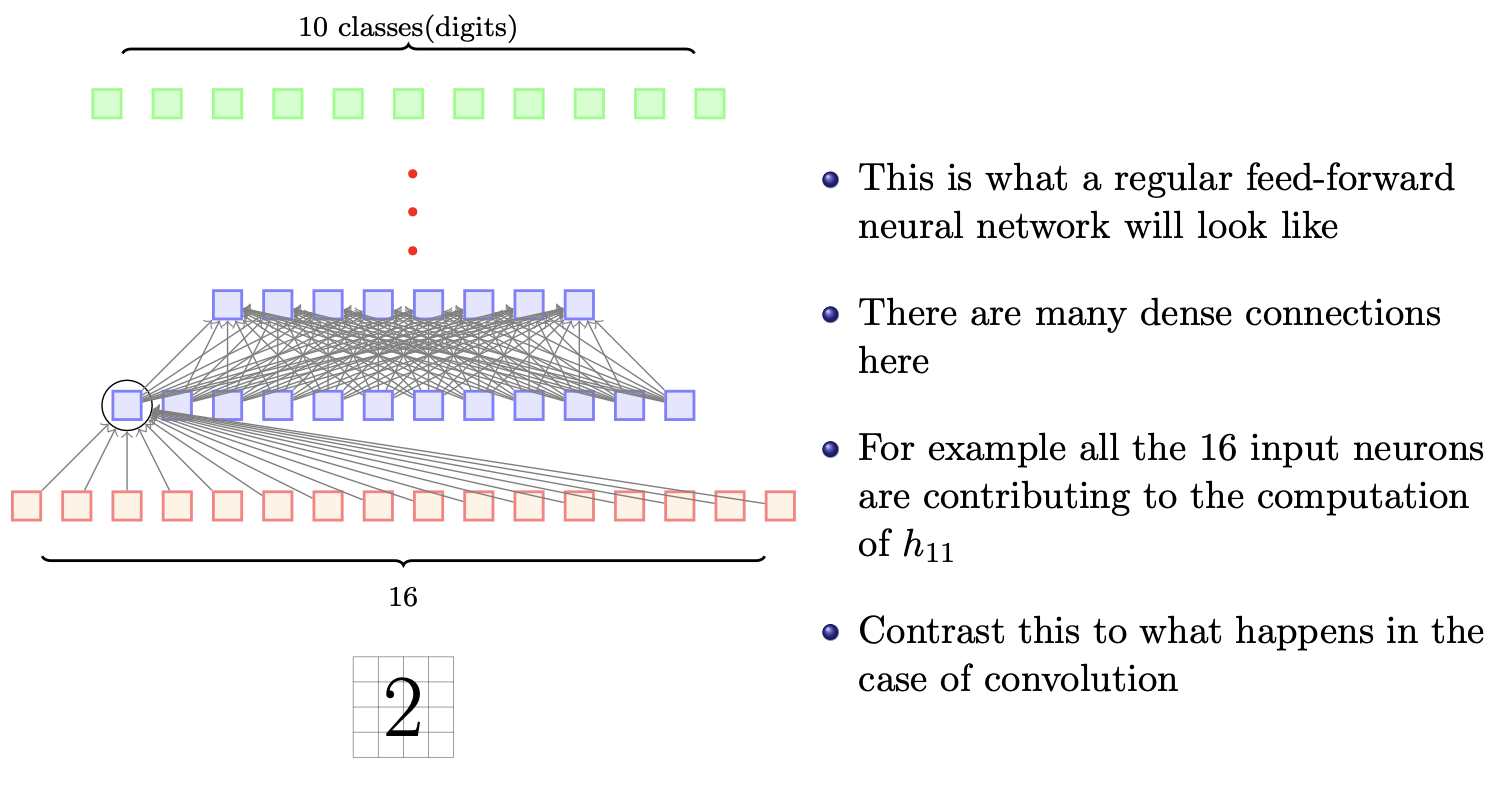 10 classes(digits)
16
2
This is what a regular feed-forward
neural network will look like
There are many dense connections
here
For example all the 16 input neurons
are contributing to the computation
of h₁₁
Contrast this to what happens in the
case of convolution